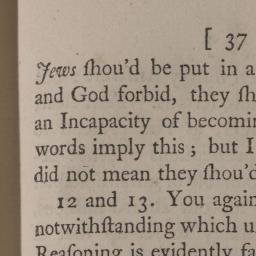 [ 37
Jews ſhou'd be put in a
and God forbid, they ſh
an Incapacity of becomin
words imply this; but I
did not mean they ſhou'd
12 and 13. You again
notwithſtanding which u
Reaſoning is evidently fa